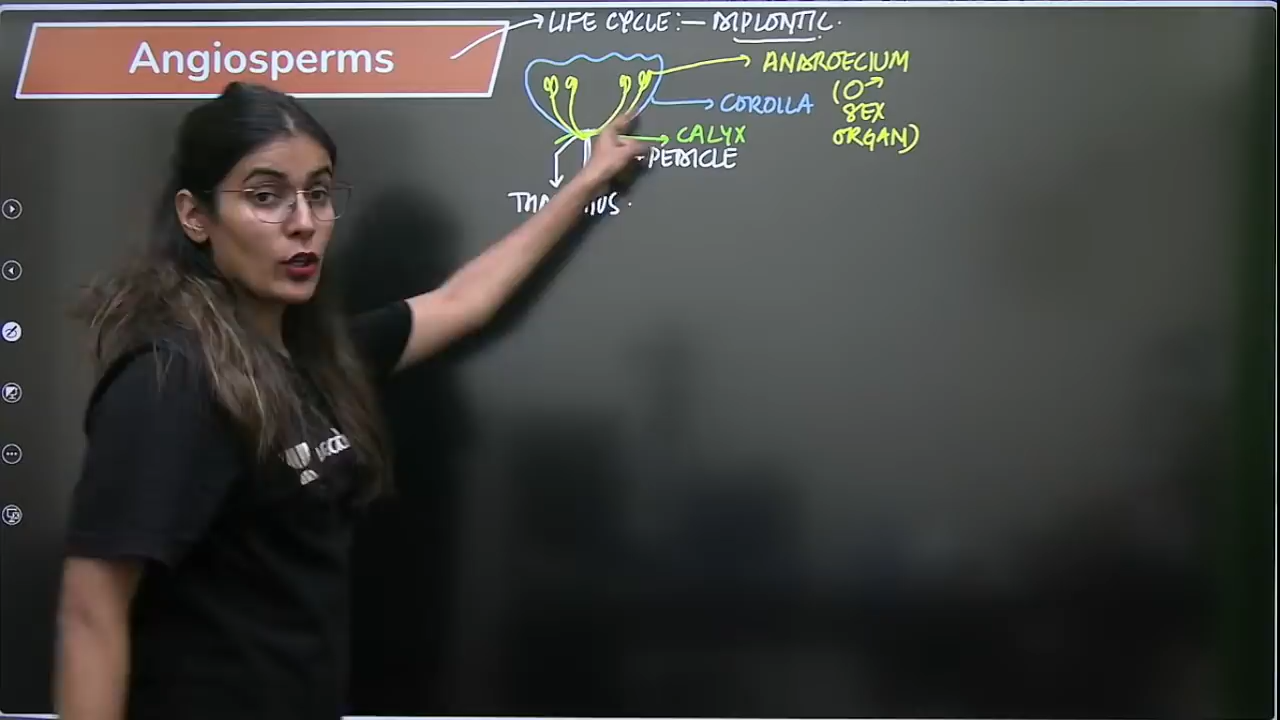 LIFE CYCLE:- DIPLONTIC.
Angiosperms
ANDROECIUM
(♂
SEX
ORGAN)
COROLLA
CALYX
PEDICLE